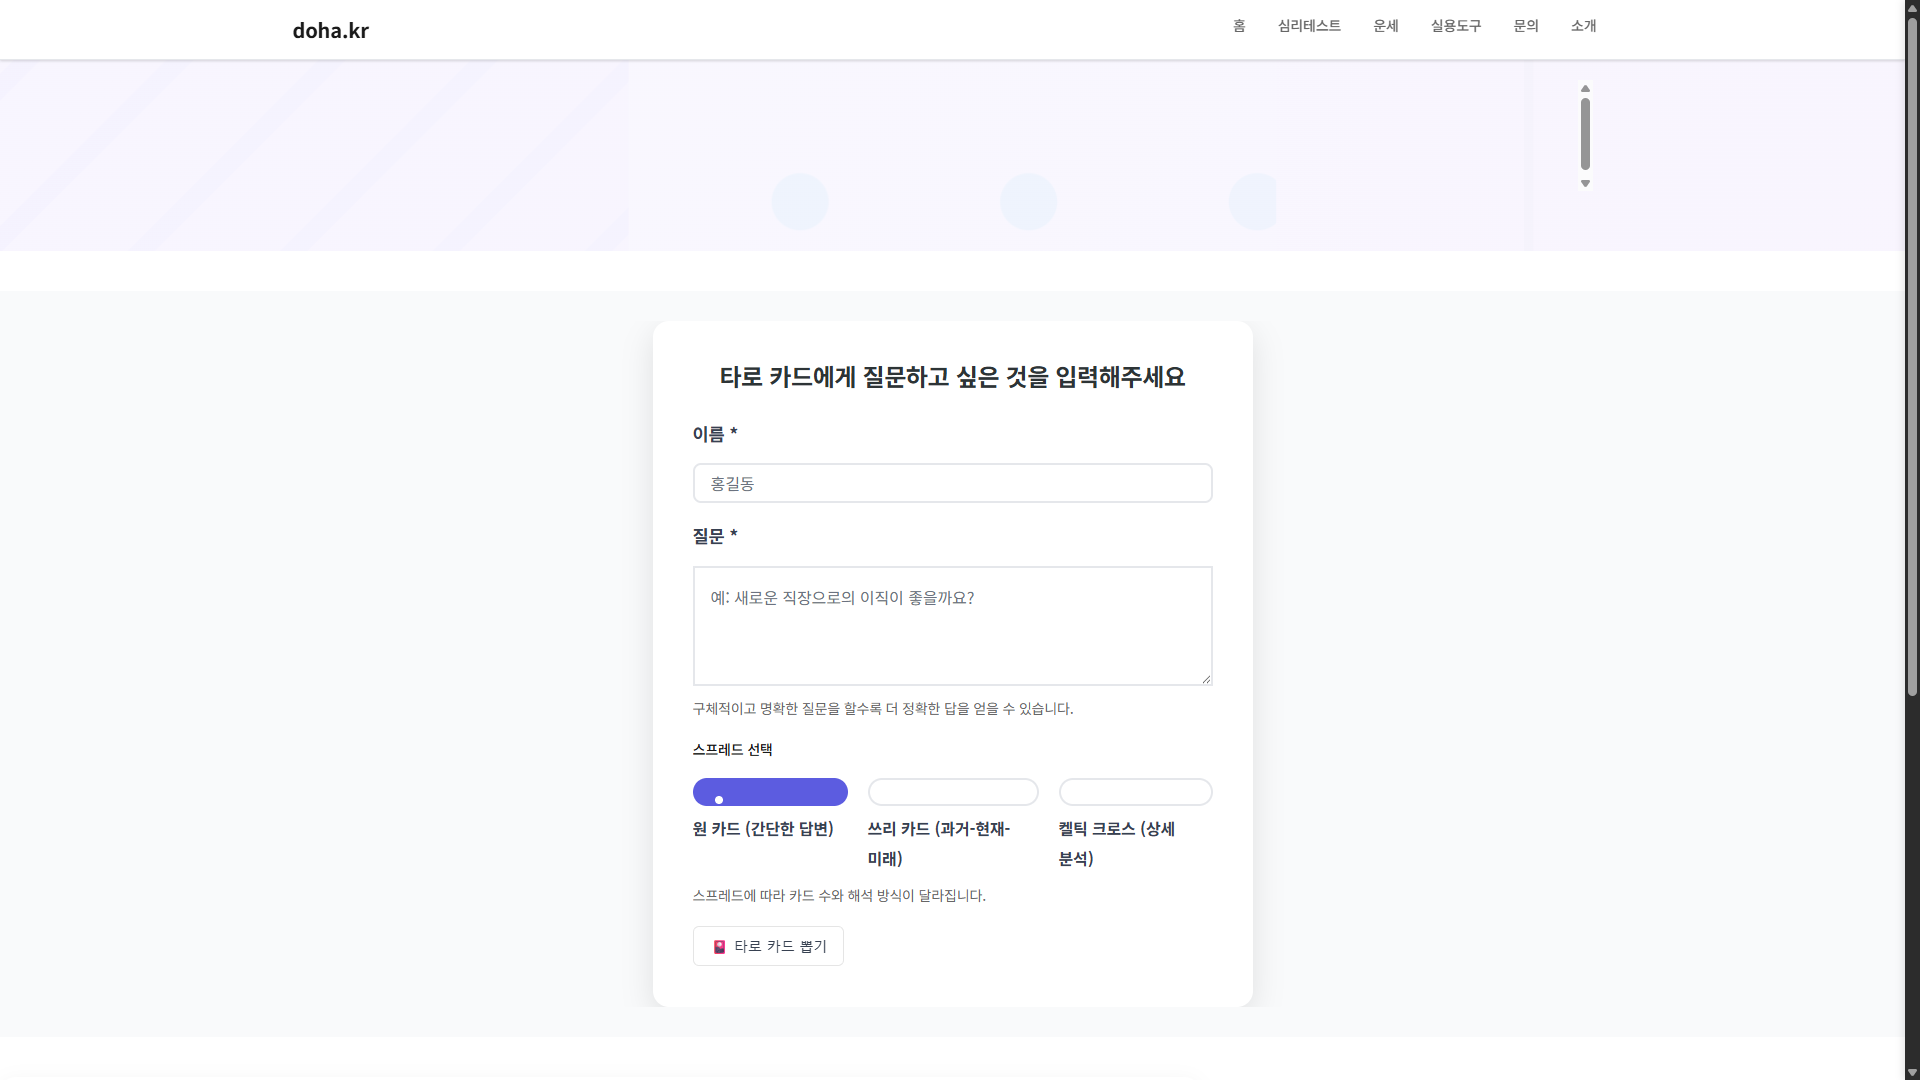 doha.kr
홈 심리테스트 운세 실용도구 문의 소개
타로 카드에게 질문하고 싶은 것을 입력해주세요
이름 *
홍길동
질문 *
예: 새로운 직장으로의 이직이 좋을까요?
구체적이고 명확한 질문을 할수록 더 정확한 답을 얻을 수 있습니다.
스프레드 선택
원 카드 (간단한 답변)
쓰리 카드 (과거-현재-
미래)
켈틱 크로스 (상세
분석)
스프레드에 따라 카드 수와 해석 방식이 달라집니다.
타로 카드 뽑기